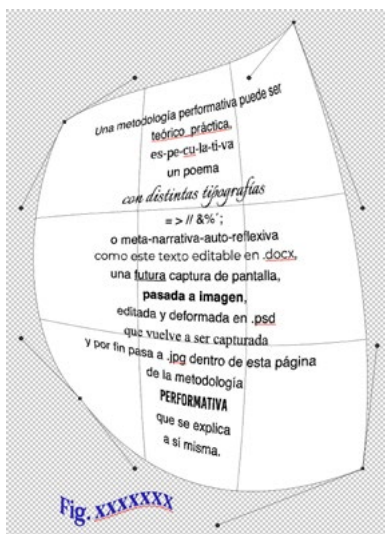 Una metodología performativa puede ser
teórico_práctica,
es-pe-cu-la-ti-va
un poema
con distintas tipografías
= > // &%´;
o meta-narrativa-auto-reflexiva
como este texto editable en .docx,
una futura captura de pantalla,
pasada a imagen,
editada y deformada en .psd
que vuelve a ser capturada
y por fin pasa a .jpg dentro de esta página
de la metodología
PERFORMATIVA
que se explica
a sí misma.
Fig. xxxxxxx